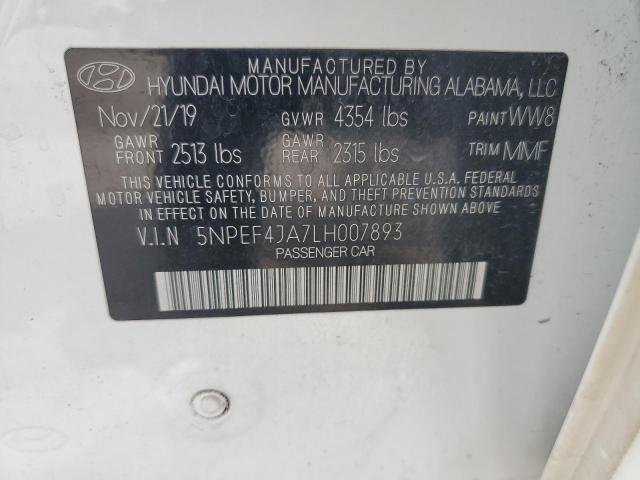 MANUFACTURED BY
HYUNDAI MOTOR MANUFACTURING ALABAMA, LLC
Nov/21/19 GVWR 4354 lbs PAINT WW8
GAWR FRONT 2513 lbs GAWR REAR 2315 lbs TRIM MMF
THIS VEHICLE CONFORMS TO ALL APPLICABLE U.S.A. FEDERAL
MOTOR VEHICLE SAFETY, BUMPER, AND THEFT PREVENTION STANDARDS
IN EFFECT ON THE DATE OF MANUFACTURE SHOWN ABOVE.
V.I.N 5NPEF4JA7LH007893
PASSENGER CAR